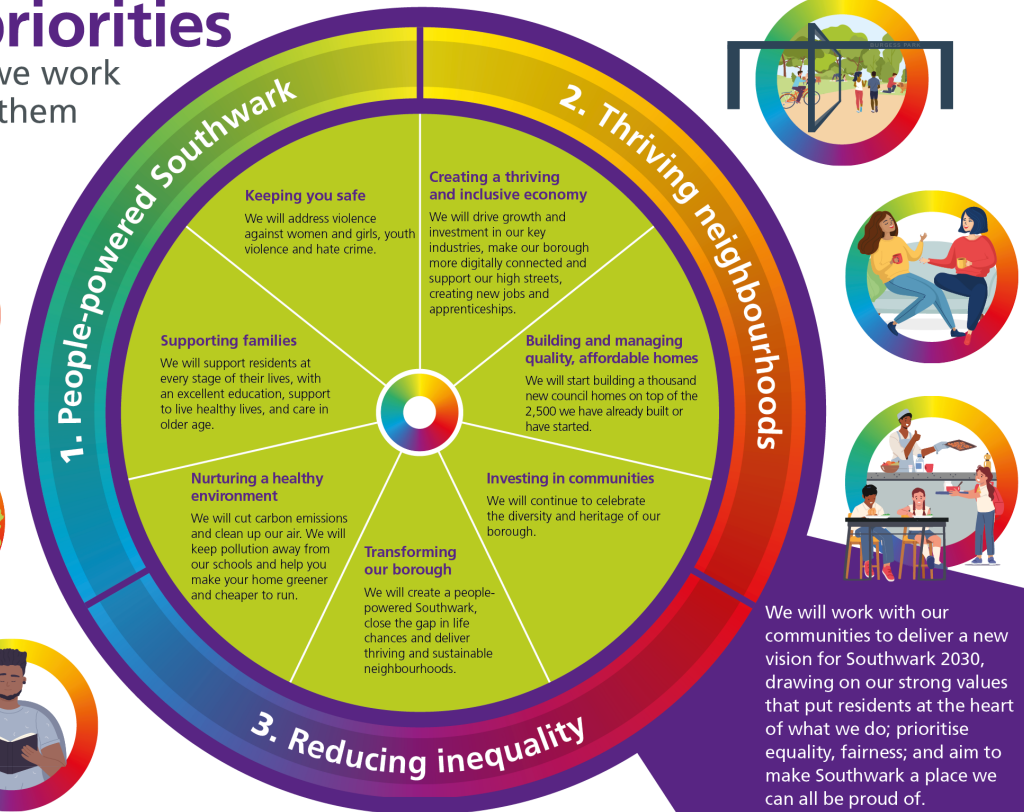 priorities
we work
them
BURGESS PARK
1. People-powered Southwark
2. Thriving neighbourhoods
3. Reducing inequality
Keeping you safe
We will address violence
against women and girls, youth
violence and hate crime.
Creating a thriving
and inclusive economy
We will drive growth and
investment in our key
industries, make our borough
more digitally connected and
support our high streets,
creating new jobs and
apprenticeships.
Supporting families
We will support residents at
every stage of their lives, with
an excellent education, support
to live healthy lives, and care in
older age.
Building and managing
quality, affordable homes
We will start building a thousand
new council homes on top of the
2,500 we have already built or
have started.
Nurturing a healthy
environment
We will cut carbon emissions
and clean up our air. We will
keep pollution away from
our schools and help you
make your home greener
and cheaper to run.
Investing in communities
We will continue to celebrate
the diversity and heritage of our
borough.
Transforming
our borough
We will create a people-
powered Southwark,
close the gap in life
chances and deliver
thriving and sustainable
neighbourhoods.
We will work with our
communities to deliver a new
vision for Southwark 2030,
drawing on our strong values
that put residents at the heart
of what we do; prioritise
equality, fairness; and aim to
make Southwark a place we
can all be proud of.